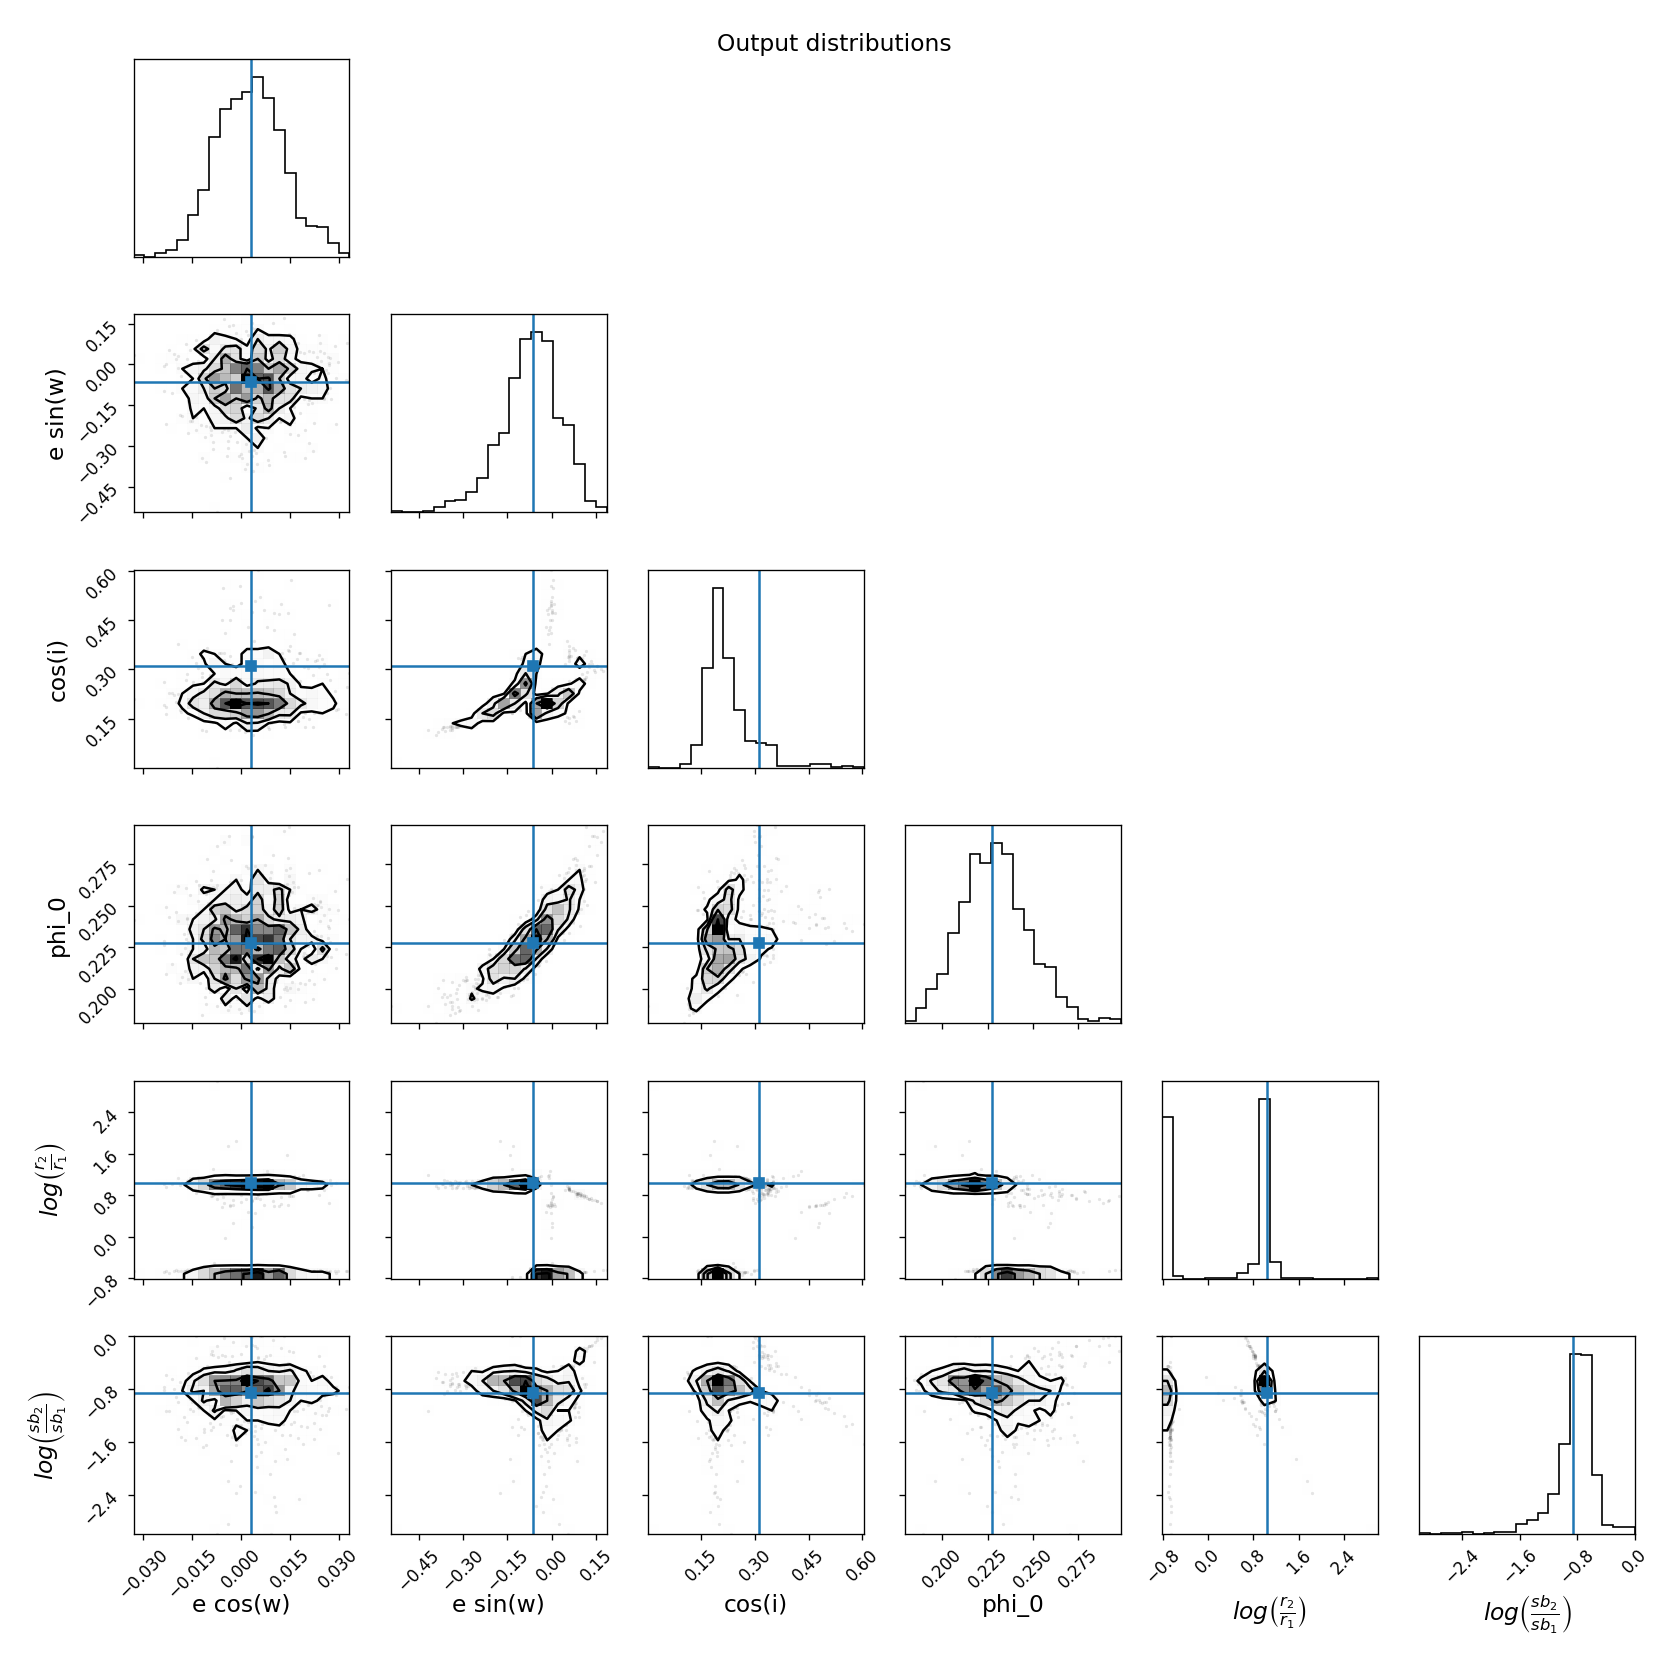 Output distributions
0.15
0.00
−0.15
−0.30
−0.45
e sin(w)
0.60
0.45
0.30
0.15
cos(i)
0.275
0.250
0.225
0.200
phi_0
2.4
1.6
0.8
0.0
−0.8
log(r₂/r₁)
0.0
−0.8
−1.6
−2.4
log(sb₂/sb₁)
−0.030 −0.015 0.000 0.015 0.030
−0.45 −0.30 −0.15 0.00 0.15
0.15 0.30 0.45 0.60
0.200 0.225 0.250 0.275
−0.8 0.0 0.8 1.6 2.4
−2.4 −1.6 −0.8 0.0
e cos(w) e sin(w) cos(i) phi_0 log(r₂/r₁) log(sb₂/sb₁)